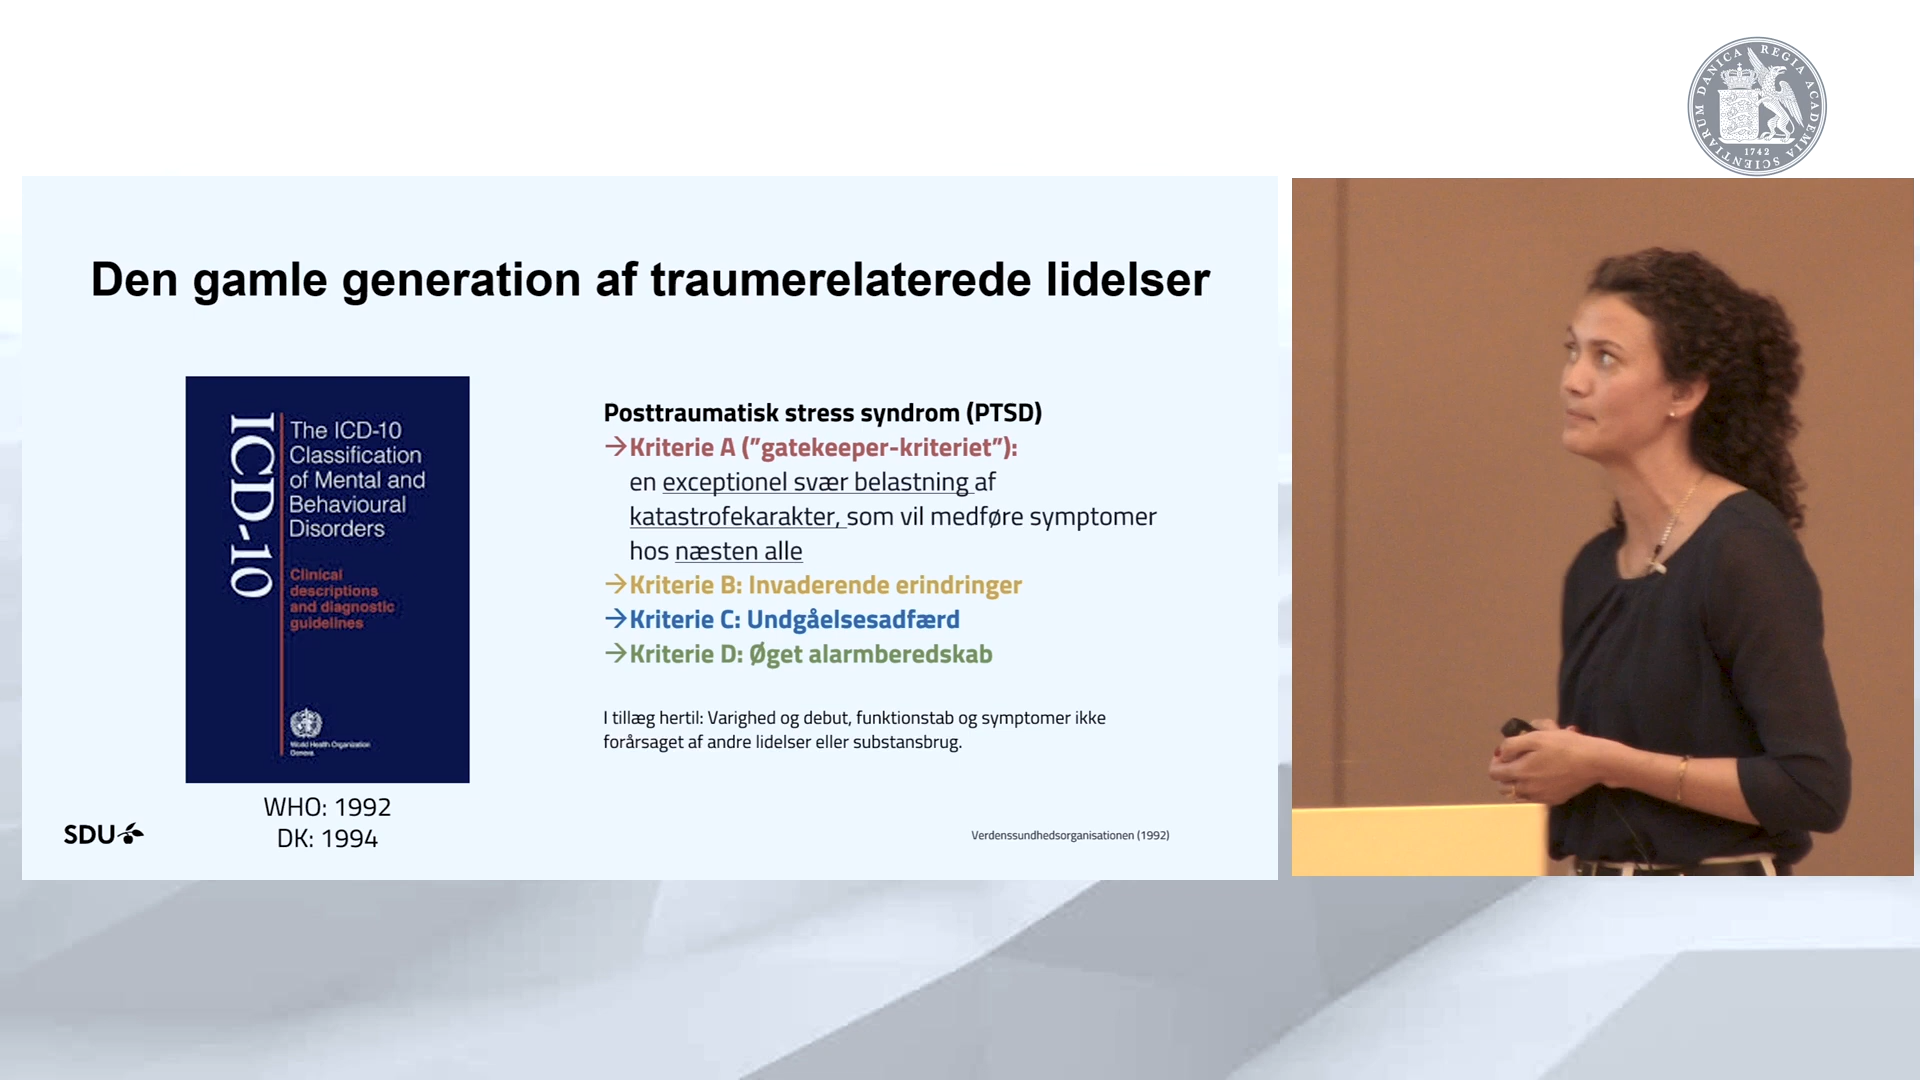 REGIA ACADEMIA SCIENTIARUM DANICA
1742
Den gamle generation af traumerelaterede lidelser
ICD-10
The ICD-10
Classification
of Mental and
Behavioural
Disorders
Clinical
descriptions
and diagnostic
guidelines
World Health Organization
Geneva
WHO: 1992
DK: 1994
SDU
Posttraumatisk stress syndrom (PTSD)
→Kriterie A (”gatekeeper-kriteriet”):
en exceptionel svær belastning af
katastrofekarakter, som vil medføre symptomer
hos næsten alle
→Kriterie B: Invaderende erindringer
→Kriterie C: Undgåelsesadfærd
→Kriterie D: Øget alarmberedskab
I tillæg hertil: Varighed og debut, funktionstab og symptomer ikke
forårsaget af andre lidelser eller substansbrug.
Verdenssundhedsorganisationen (1992)